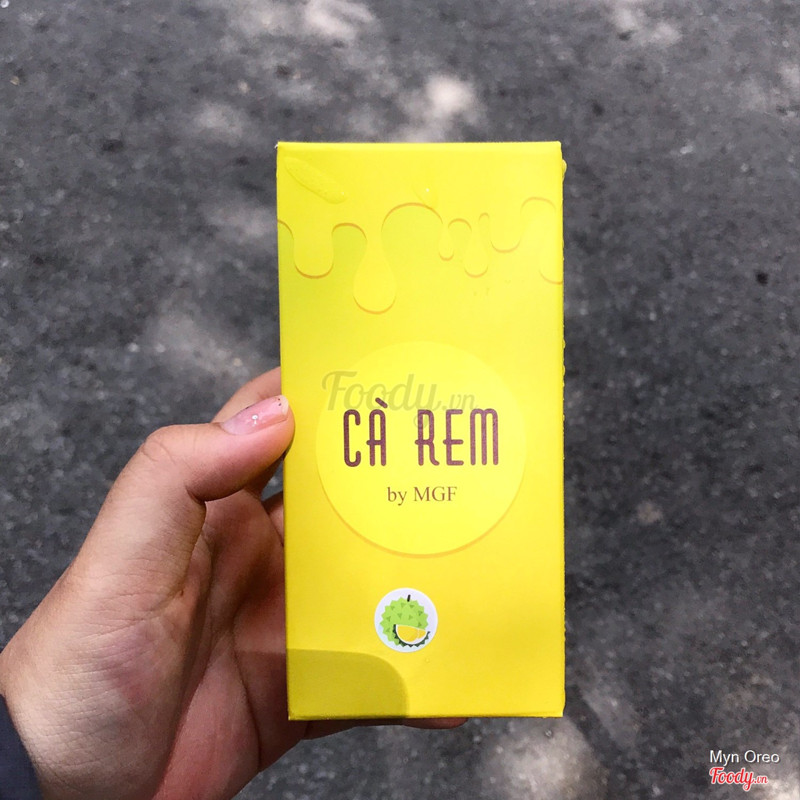 Foody.vn
CÀ REM
by MGF
Myn Oreo
Foody.vn